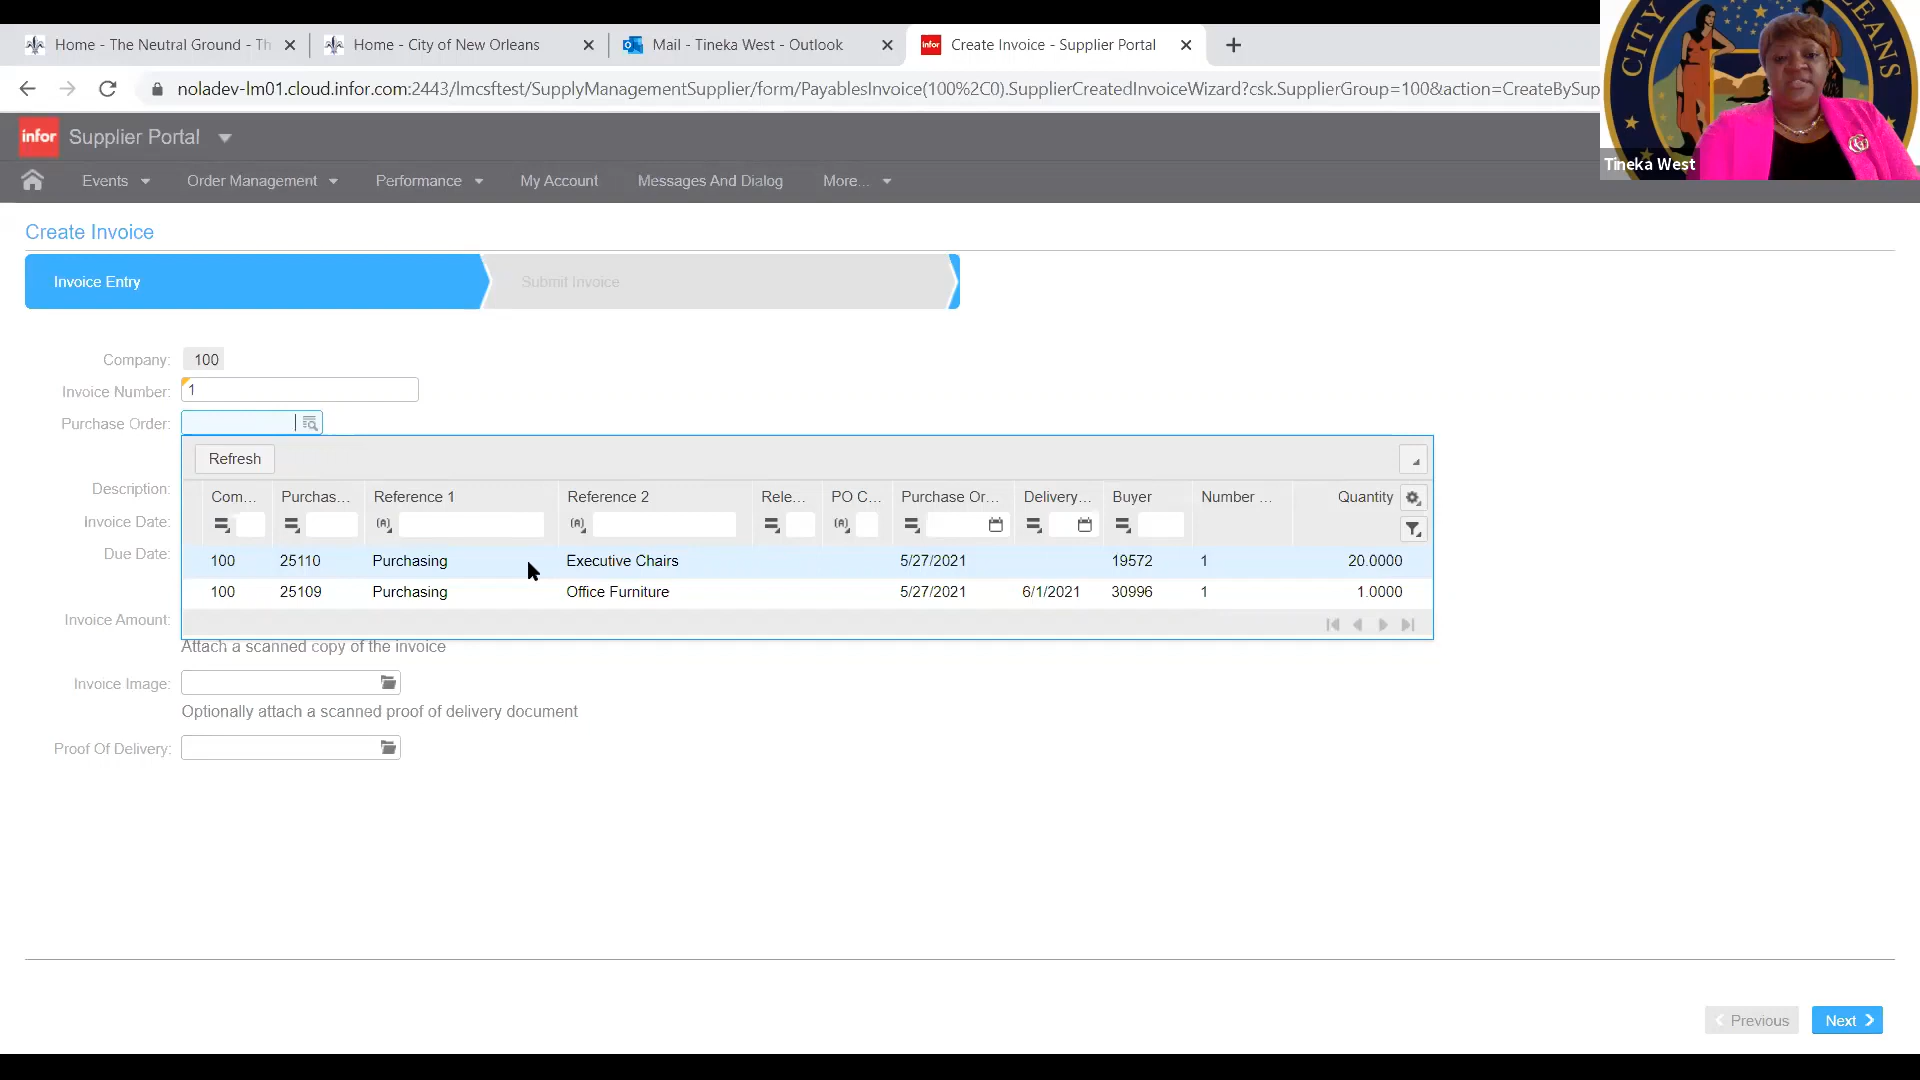 Home - The Neutral Ground - Th
Home - City of New Orleans
Mail - Tineka West - Outlook
infor
Create Invoice - Supplier Portal
noladev-lm01.cloud.infor.com:2443/lmcsftest/SupplyManagementSupplier/form/PayablesInvoice(100%2C0).SupplierCreatedInvoiceWizard?csk.SupplierGroup=100&action=CreateBySup
CITY
LEANS
Tineka West
infor
Supplier Portal
Events
Order Management
Performance
My Account
Messages And Dialog
More...
Create Invoice
Invoice Entry
Submit Invoice
Company: 100
Invoice Number: 1
Purchase Order:
Refresh
Description:
Com... Purchas... Reference 1 Reference 2 Rele... PO C... Purchase Or... Delivery... Buyer Number ... Quantity
Invoice Date:
Due Date:
100 25110 Purchasing Executive Chairs 5/27/2021 19572 1 20.0000
100 25109 Purchasing Office Furniture 5/27/2021 6/1/2021 30996 1 1.0000
Invoice Amount:
Attach a scanned copy of the invoice
Invoice Image:
Optionally attach a scanned proof of delivery document
Proof Of Delivery:
Previous
Next